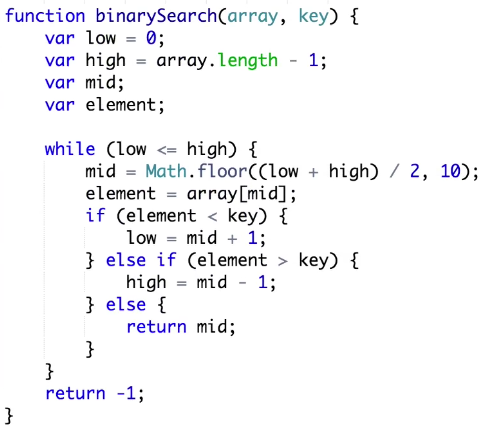 function binarySearch(array, key) {
    var low = 0;
    var high = array.length - 1;
    var mid;
    var element;

    while (low <= high) {
        mid = Math.floor((low + high) / 2, 10);
        element = array[mid];
        if (element < key) {
            low = mid + 1;
        } else if (element > key) {
            high = mid - 1;
        } else {
            return mid;
        }
    }
    return -1;
}